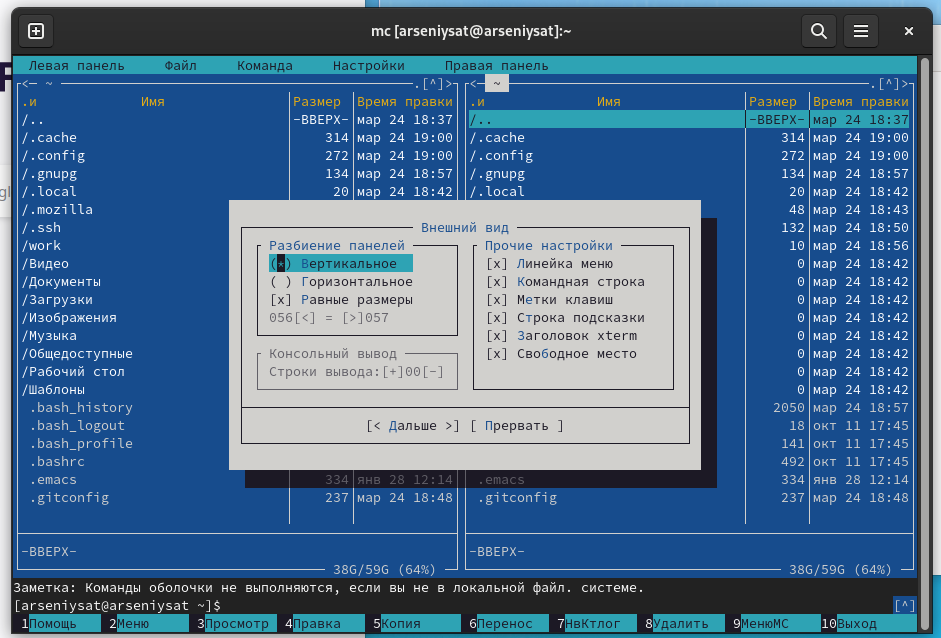 mc [arseniysat@arseniysat]:~
Левая панель Файл Команда Настройки Правая панель
<— ~ .[^]> <— ~ .[^]>
.и Имя Размер Время правки .и Имя Размер Время правки
/.. -ВВЕРХ- мар 24 18:37 /.. -ВВЕРХ- мар 24 18:37
/.cache 314 мар 24 19:00 /.cache 314 мар 24 19:00
/.config 272 мар 24 19:00 /.config 272 мар 24 19:00
/.gnupg 134 мар 24 18:57 /.gnupg 134 мар 24 18:57
/.local 20 мар 24 18:42 /.local 20 мар 24 18:42
/.mozilla 48 мар 24 18:43
/.ssh Внешний вид 132 мар 24 18:50
/work Разбиение панелей Прочие настройки 10 мар 24 18:56
/Видео (*) Вертикальное [x] Линейка меню 0 мар 24 18:42
/Документы ( ) Горизонтальное [x] Командная строка 0 мар 24 18:42
/Загрузки [x] Равные размеры [x] Метки клавиш 0 мар 24 18:42
/Изображения 056[<] = [>]057 [x] Строка подсказки 0 мар 24 18:42
/Музыка [x] Заголовок xterm 0 мар 24 18:42
/Общедоступные Консольный вывод [x] Свободное место 0 мар 24 18:42
/Рабочий стол Строки вывода:[+]00[-] 0 мар 24 18:42
/Шаблоны 0 мар 24 18:42
.bash_history 2050 мар 24 18:57
.bash_logout [< Дальше >] [ Прервать ] 18 окт 11 17:45
.bash_profile 141 окт 11 17:45
.bashrc 492 окт 11 17:45
.emacs 334 янв 28 12:14 .emacs 334 янв 28 12:14
.gitconfig 237 мар 24 18:48 .gitconfig 237 мар 24 18:48
-ВВЕРХ- -ВВЕРХ-
38G/59G (64%) 38G/59G (64%)
Заметка: Команды оболочки не выполняются, если вы не в локальной файл. системе.
[arseniysat@arseniysat ~]$ [^]
1Помощь 2Меню 3Просмотр 4Правка 5Копия 6Перенос 7НвКтлог 8Удалить 9МенюMC 10Выход